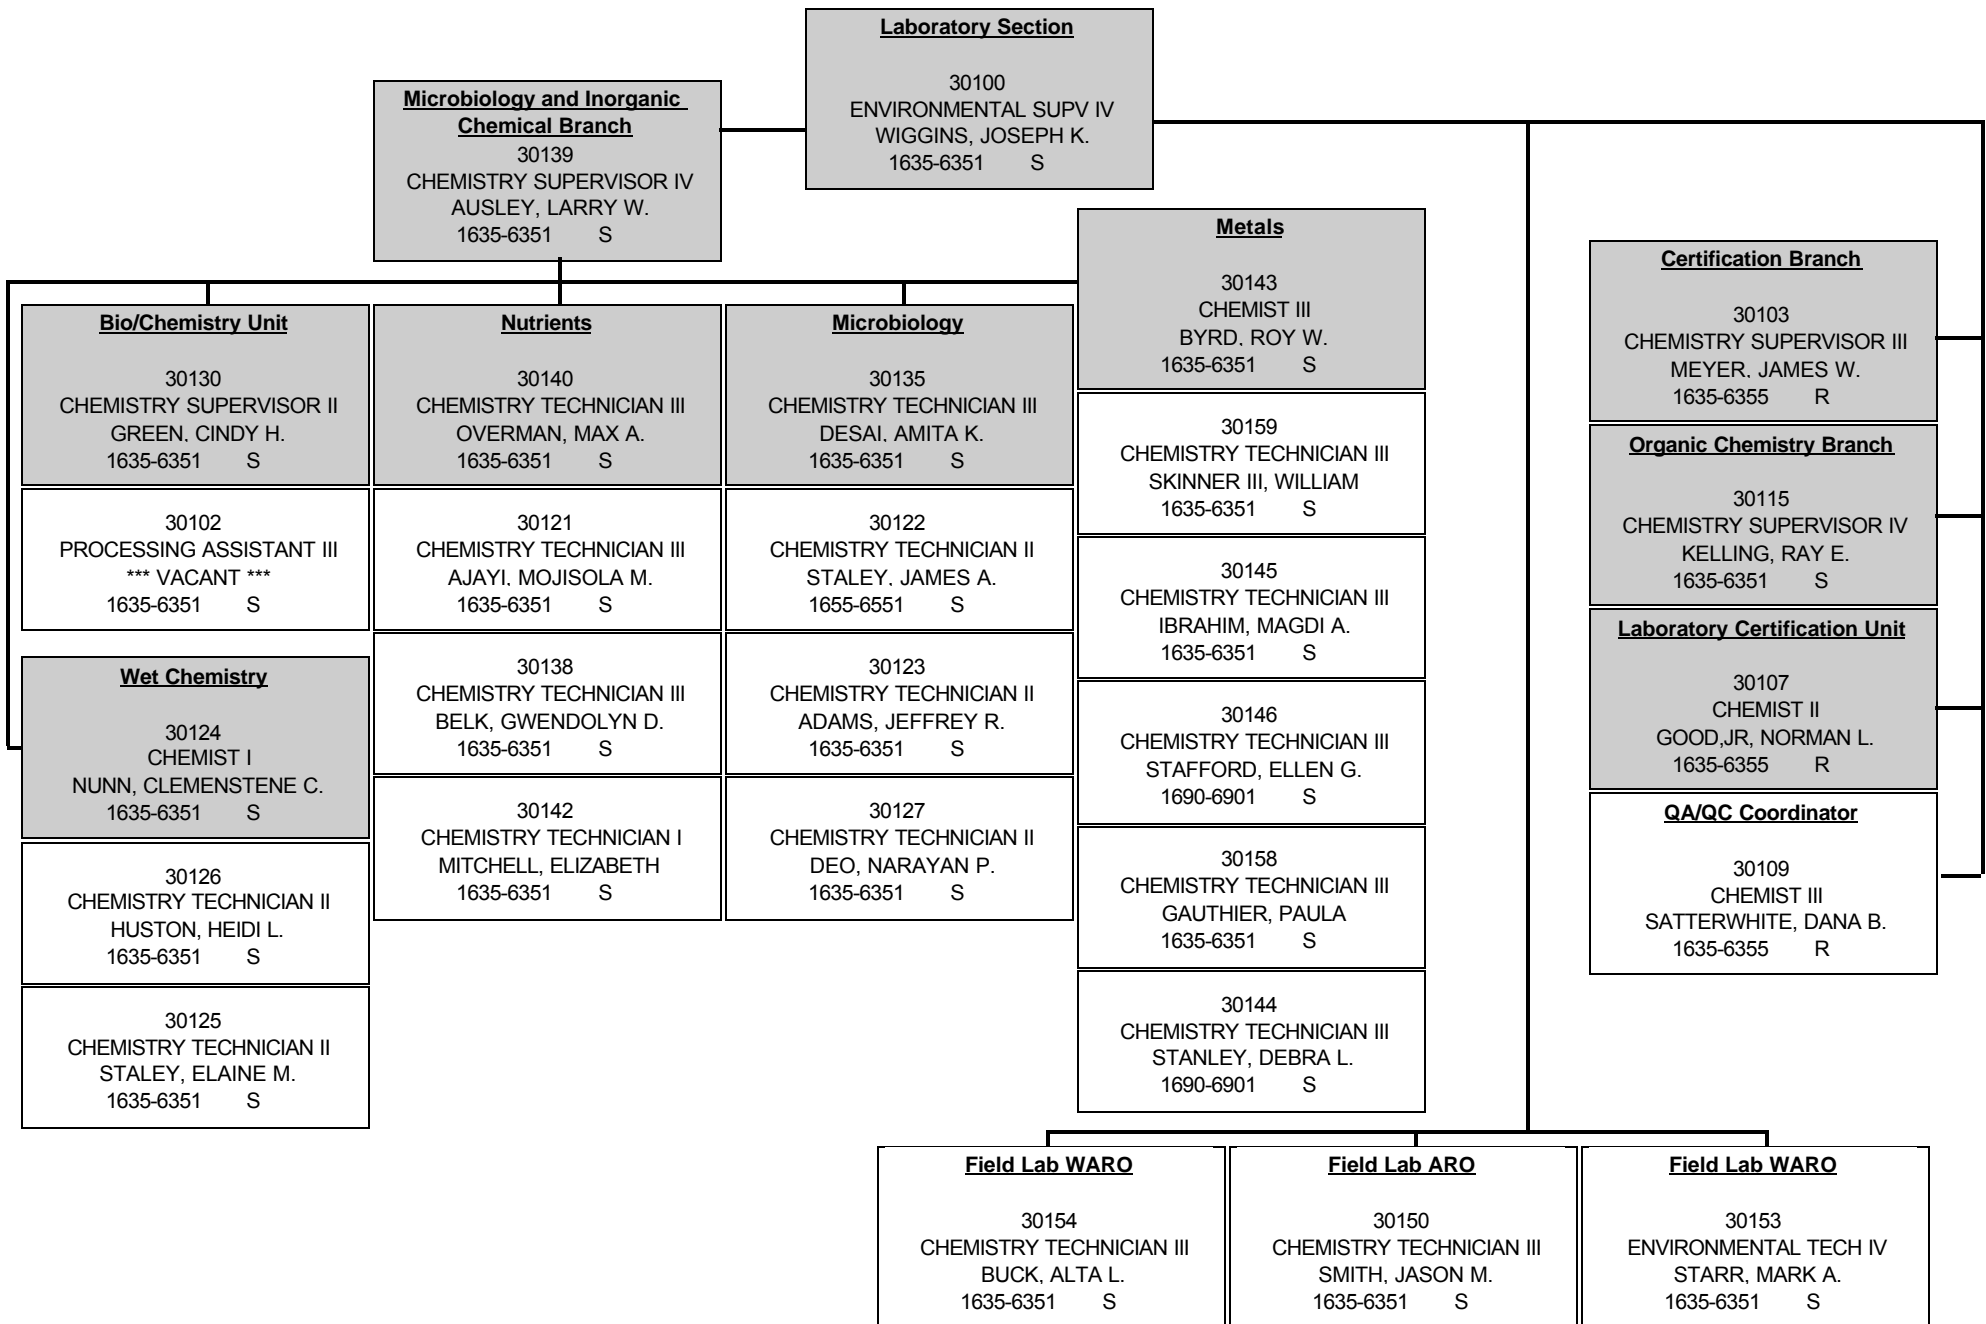 Laboratory Section
30100
ENVIRONMENTAL SUPV IV
WIGGINS, JOSEPH K.
1635-6351 S
Microbiology and Inorganic
Chemical Branch
30139
CHEMISTRY SUPERVISOR IV
AUSLEY, LARRY W.
1635-6351 S
Bio/Chemistry Unit
30130
CHEMISTRY SUPERVISOR II
GREEN, CINDY H.
1635-6351 S
30102
PROCESSING ASSISTANT III
*** VACANT ***
1635-6351 S
Wet Chemistry
30124
CHEMIST I
NUNN, CLEMENSTENE C.
1635-6351 S
30126
CHEMISTRY TECHNICIAN II
HUSTON, HEIDI L.
1635-6351 S
30125
CHEMISTRY TECHNICIAN II
STALEY, ELAINE M.
1635-6351 S
Nutrients
30140
CHEMISTRY TECHNICIAN III
OVERMAN, MAX A.
1635-6351 S
30121
CHEMISTRY TECHNICIAN III
AJAYI, MOJISOLA M.
1635-6351 S
30138
CHEMISTRY TECHNICIAN III
BELK, GWENDOLYN D.
1635-6351 S
30142
CHEMISTRY TECHNICIAN I
MITCHELL, ELIZABETH
1635-6351 S
Microbiology
30135
CHEMISTRY TECHNICIAN III
DESAI, AMITA K.
1635-6351 S
30122
CHEMISTRY TECHNICIAN II
STALEY, JAMES A.
1655-6551 S
30123
CHEMISTRY TECHNICIAN II
ADAMS, JEFFREY R.
1635-6351 S
30127
CHEMISTRY TECHNICIAN II
DEO, NARAYAN P.
1635-6351 S
Metals
30143
CHEMIST III
BYRD, ROY W.
1635-6351 S
30159
CHEMISTRY TECHNICIAN III
SKINNER III, WILLIAM
1635-6351 S
30145
CHEMISTRY TECHNICIAN III
IBRAHIM, MAGDI A.
1635-6351 S
30146
CHEMISTRY TECHNICIAN III
STAFFORD, ELLEN G.
1690-6901 S
30158
CHEMISTRY TECHNICIAN III
GAUTHIER, PAULA
1635-6351 S
30144
CHEMISTRY TECHNICIAN III
STANLEY, DEBRA L.
1690-6901 S
Certification Branch
30103
CHEMISTRY SUPERVISOR III
MEYER, JAMES W.
1635-6355 R
Organic Chemistry Branch
30115
CHEMISTRY SUPERVISOR IV
KELLING, RAY E.
1635-6351 S
Laboratory Certification Unit
30107
CHEMIST II
GOOD,JR, NORMAN L.
1635-6355 R
QA/QC Coordinator
30109
CHEMIST III
SATTERWHITE, DANA B.
1635-6355 R
Field Lab WARO
30154
CHEMISTRY TECHNICIAN III
BUCK, ALTA L.
1635-6351 S
Field Lab ARO
30150
CHEMISTRY TECHNICIAN III
SMITH, JASON M.
1635-6351 S
Field Lab WARO
30153
ENVIRONMENTAL TECH IV
STARR, MARK A.
1635-6351 S